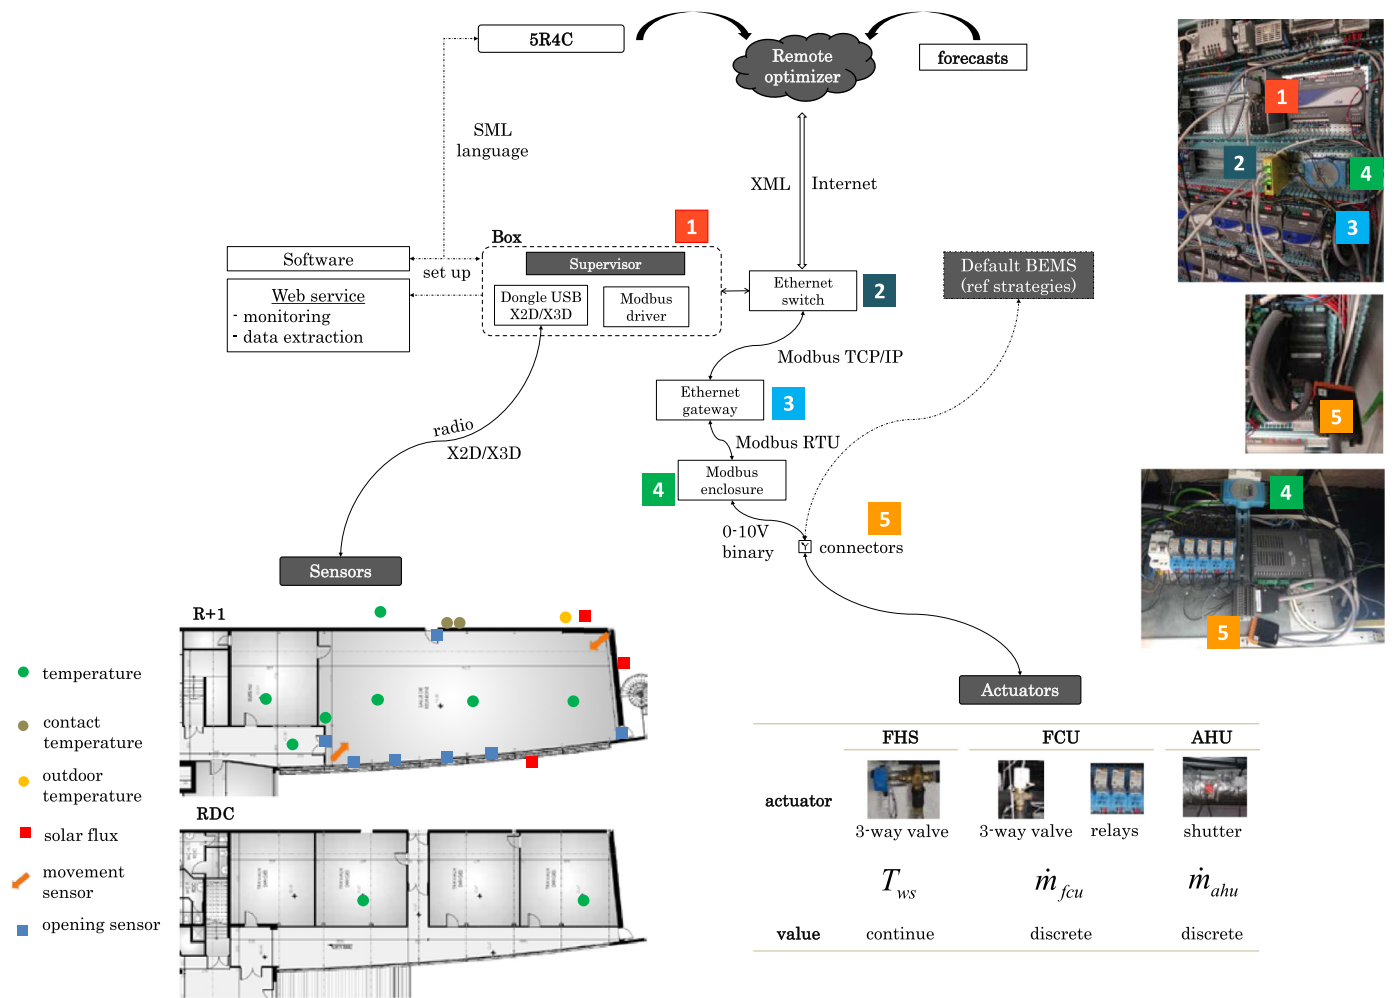 5R4C
Remote
optimizer
forecasts
SML
language
XML
Internet
1
2
4
3
1
Box
Software
set up
Supervisor
Default BEMS
(ref strategies)
Web service
- monitoring
- data extraction
Dongle USB
X2D/X3D
Modbus
driver
Ethernet
switch
2
Modbus TCP/IP
Ethernet
gateway
3
5
radio
X2D/X3D
Modbus RTU
Modbus
enclosure
4
4
5
0-10V
binary
Y
connectors
Sensors
R+1
5
temperature
contact
temperature
outdoor
temperature
solar flux
movement
sensor
opening sensor
RDC
Actuators
FHS
FCU
AHU
actuator
3-way valve
3-way valve
relays
shutter
T_ws
ṁ_fcu
ṁ_ahu
value
continue
discrete
discrete